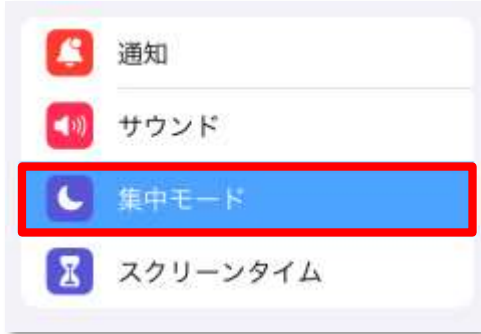 通知
サウンド
集中モード
スクリーンタイム